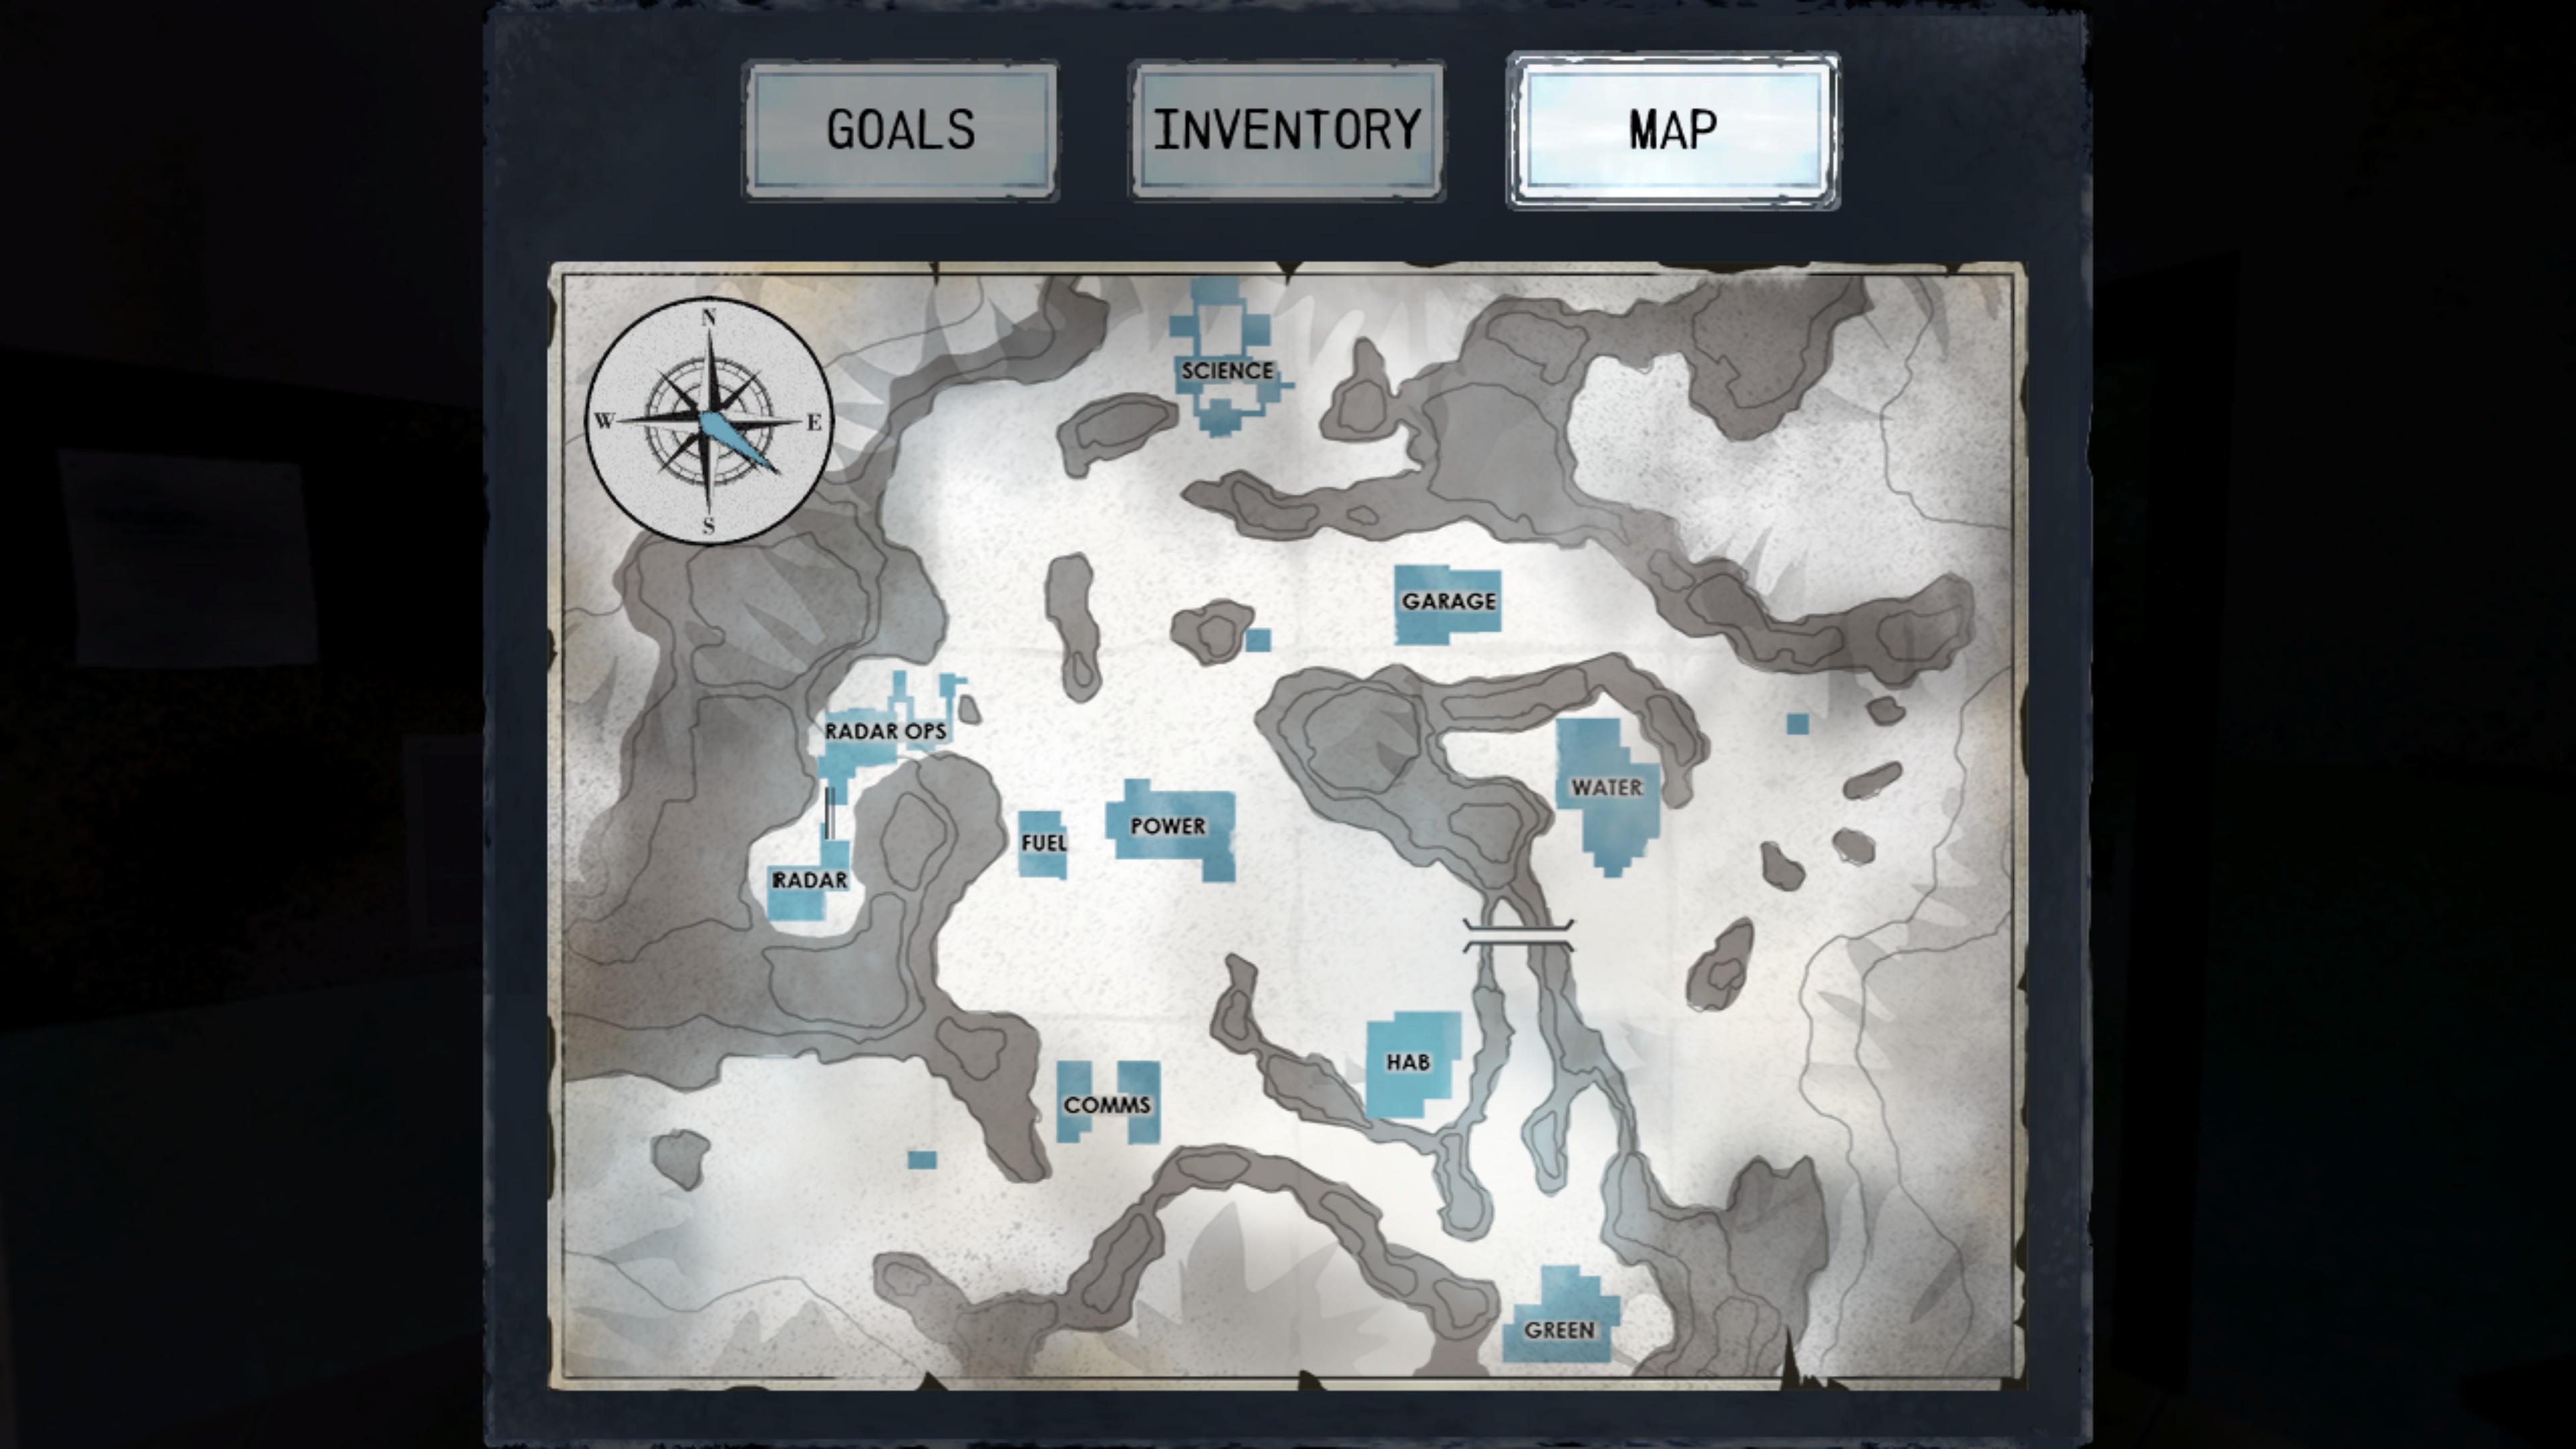 GOALS
INVENTORY
MAP
N
W
E
S
SCIENCE
GARAGE
RADAR OPS
WATER
POWER
FUEL
RADAR
HAB
COMMS
GREEN